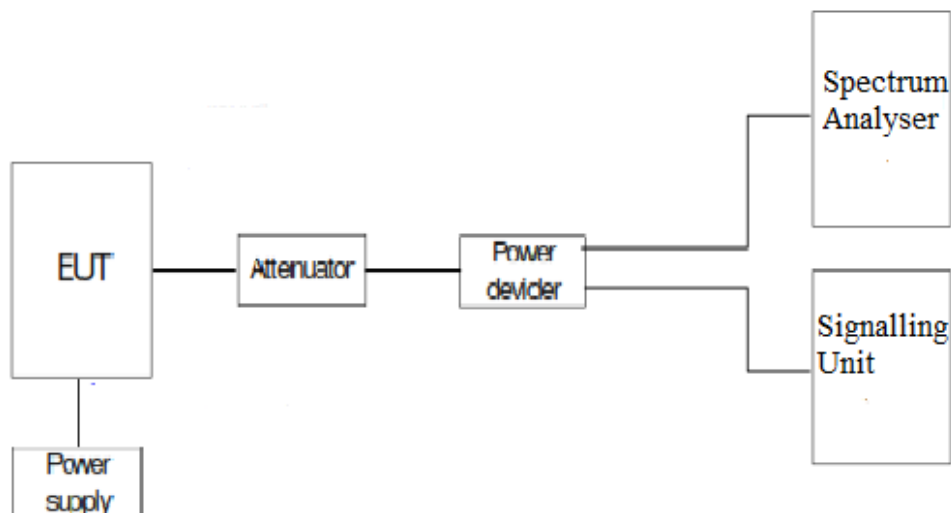 Spectrum
Analyser
EUT
Attenuator
Power
devider
Signalling
Unit
Power
supply